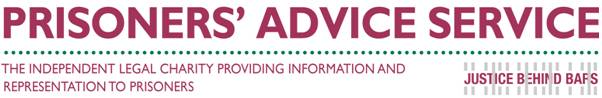 PRISONERS' ADVICE SERVICE
THE INDEPENDENT LEGAL CHARITY PROVIDING INFORMATION AND
REPRESENTATION TO PRISONERS
JUSTICE BEHIND BARS